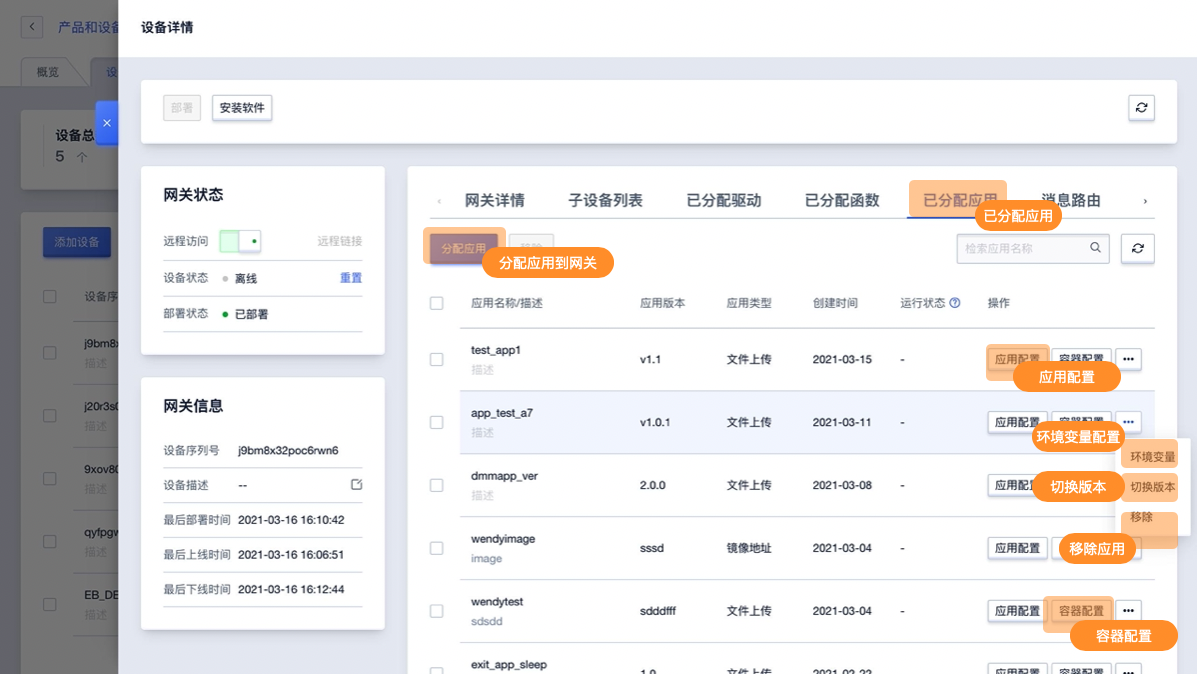 产品和设备
设备详情
概览
设
部署
安装软件
设备总
5 个
网关状态
网关详情
子设备列表
已分配驱动
已分配函数
已分配应用
消息路由
已分配应用
远程访问
远程链接
添加设备
分配应用
移除
分配应用到网关
检索应用名称
设备状态
离线
重置
设备序
应用名称/描述
应用版本
应用类型
创建时间
运行状态
操作
部署状态
已部署
j9bm8x
描述
test_app1
描述
v1.1
文件上传
2021-03-15
-
应用配置
容器配置
应用配置
网关信息
j20r3s0
描述
app_test_a7
描述
v1.0.1
文件上传
2021-03-11
-
应用配置
容器配置
环境变量配置
设备序列号
j9bm8x32poc6rwn6
环境变量
9xov80
描述
设备描述
--
dmmapp_ver
描述
2.0.0
文件上传
2021-03-08
-
切换版本
切换版本
最后部署时间
2021-03-16 16:10:42
移除
qyfpgw
描述
wendyimage
image
sssd
镜像地址
2021-03-04
-
应用配置
移除应用
最后上线时间
2021-03-16 16:06:51
最后下线时间
2021-03-16 16:12:44
EB_DE
描述
wendytest
sdsdd
sdddfff
文件上传
2021-03-04
-
应用配置
容器配置
容器配置
exit_app_sleep
1.0
文件上传
2021-02-22
应用配置
容器配置